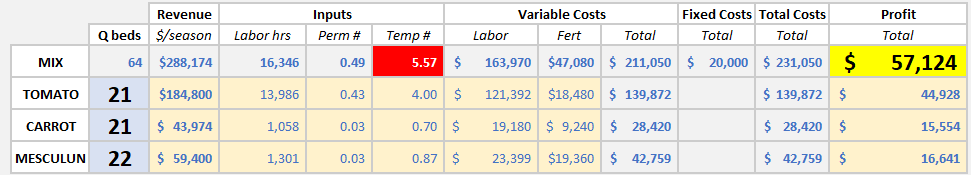 Revenue Inputs Variable Costs Fixed Costs Total Costs Profit
Q beds $/season Labor hrs Perm # Temp # Labor Fert Total Total Total Total
MIX 64 $288,174 16,346 0.49 5.57 $ 163,970 $47,080 $ 211,050 $ 20,000 $ 231,050 $ 57,124
TOMATO 21 $184,800 13,986 0.43 4.00 $ 121,392 $18,480 $ 139,872 $ 139,872 $ 44,928
CARROT 21 $ 43,974 1,058 0.03 0.70 $ 19,180 $ 9,240 $ 28,420 $ 28,420 $ 15,554
MESCULUN 22 $ 59,400 1,301 0.03 0.87 $ 23,399 $19,360 $ 42,759 $ 42,759 $ 16,641